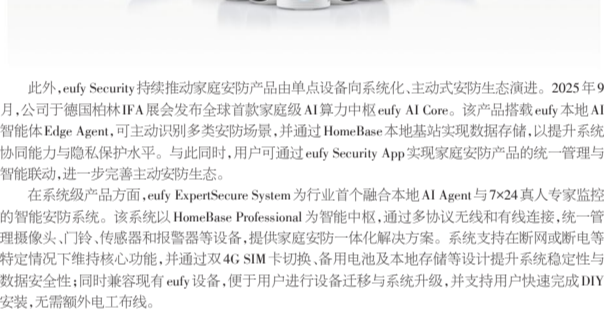 此外,eufy Security持续推动家庭安防产品由单点设备向系统化、主动式安防生态演进。2025年9
月,公司于德国柏林IFA展会发布全球首款家庭级AI算力中枢eufy AI Core。该产品搭载eufy本地AI
智能体Edge Agent,可主动识别多类安防场景,并通过HomeBase本地基站实现数据存储,以提升系统
协同能力与隐私保护水平。与此同时,用户可通过eufy Security App实现家庭安防产品的统一管理与
智能联动,进一步完善主动安防生态。
在系统级产品方面,eufy ExpertSecure System为行业首个融合本地AI Agent与7×24真人专家监控
的智能安防系统。该系统以HomeBase Professional为智能中枢,通过多协议无线和有线连接,统一管
理摄像头、门铃、传感器和报警器等设备,提供家庭安防一体化解决方案。系统支持在断网或断电等
特定情况下维持核心功能,并通过双4G SIM卡切换、备用电池及本地存储等设计提升系统稳定性与
数据安全性;同时兼容现有eufy设备,便于用户进行设备迁移与系统升级,并支持用户快速完成DIY
安装,无需额外电工布线。